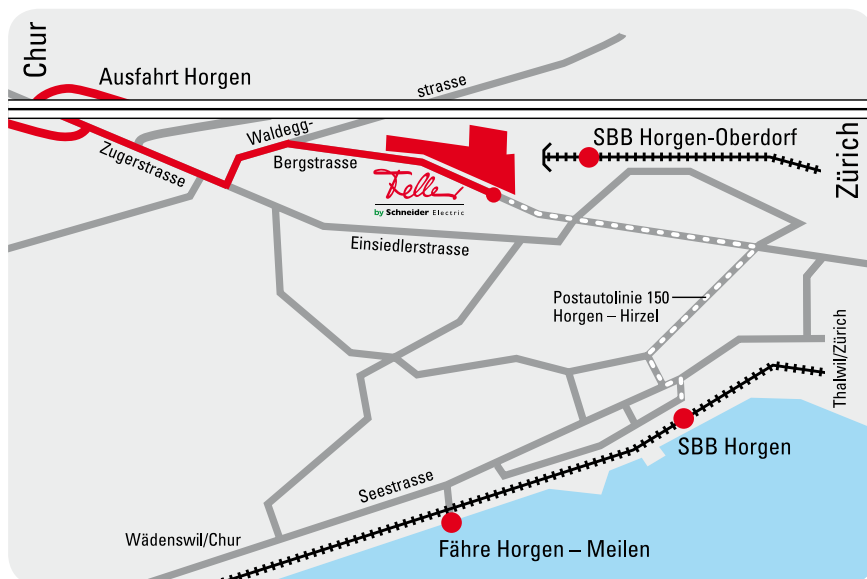 Chur
Ausfahrt Horgen
strasse
Waldegg-
Zugerstrasse
Bergstrasse
SBB Horgen-Oberdorf
Zürich
Feller
by Schneider Electric
Einsiedlerstrasse
Postautolinie 150
Horgen – Hirzel
Thalwil/Zürich
SBB Horgen
Seestrasse
Wädenswil/Chur
Fähre Horgen – Meilen